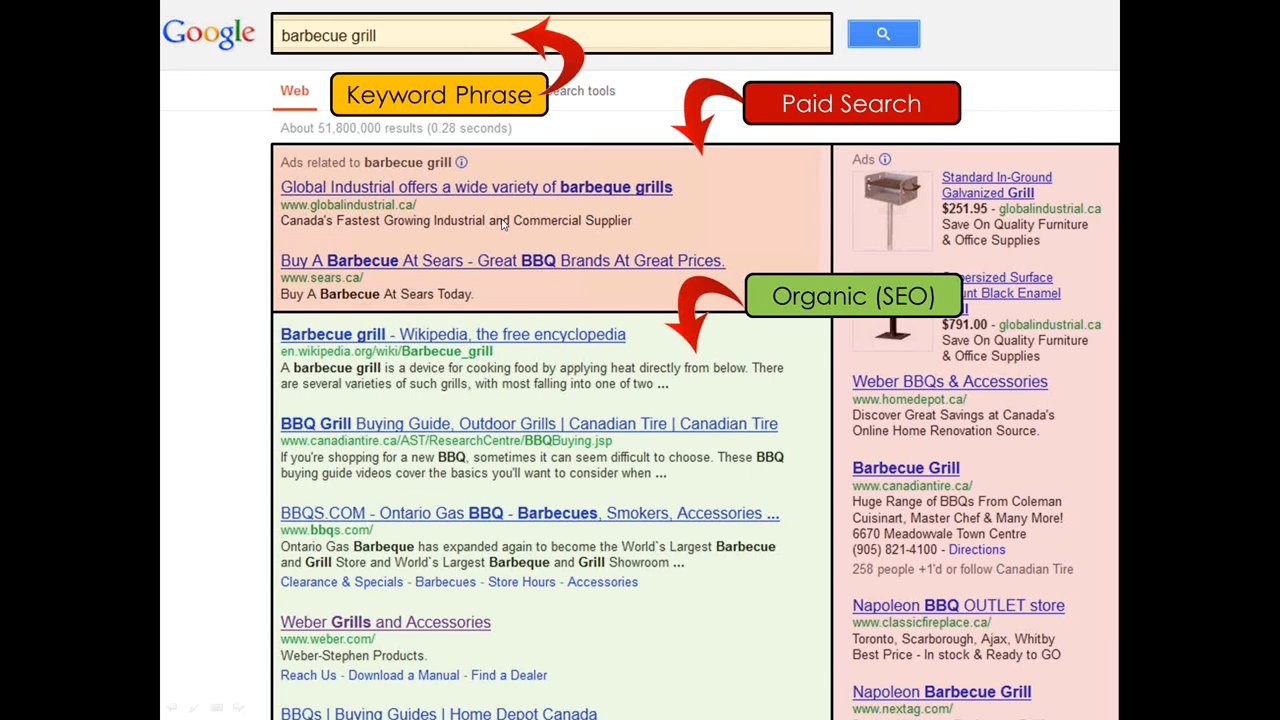 Google
barbecue grill
Web
Keyword Phrase
earch tools
Paid Search
About 51,800,000 results (0.28 seconds)
Ads related to barbecue grill
Global Industrial offers a wide variety of barbeque grills
www.globalindustrial.ca/
Canada's Fastest Growing Industrial and Commercial Supplier
Buy A Barbecue At Sears - Great BBQ Brands At Great Prices.
www.sears.ca/
Buy A Barbecue At Sears Today.
Organic (SEO)
Barbecue grill - Wikipedia, the free encyclopedia
en.wikipedia.org/wiki/Barbecue_grill
A barbecue grill is a device for cooking food by applying heat directly from below. There
are several varieties of such grills, with most falling into one of two ...
BBQ Grill Buying Guide, Outdoor Grills | Canadian Tire | Canadian Tire
www.canadiantire.ca/AST/ResearchCentre/BBQBuying.jsp
If you're shopping for a new BBQ, sometimes it can seem difficult to choose. These BBQ
buying guide videos cover the basics you'll want to consider when ...
BBQS.COM - Ontario Gas BBQ - Barbecues, Smokers, Accessories ...
www.bbqs.com/
Ontario Gas Barbeque has expanded again to become the World`s Largest Barbecue
and Grill Store and World`s Largest Barbeque and Grill Showroom ...
Clearance & Specials - Barbecues - Store Hours - Accessories
Weber Grills and Accessories
www.weber.com/
Weber-Stephen Products.
Reach Us - Download a Manual - Find a Dealer
BBQs | Buying Guides | Home Depot Canada
Ads
Standard In-Ground
Galvanized Grill
$251.95 - globalindustrial.ca
Save On Quality Furniture
& Office Supplies
persized Surface
unt Black Enamel
$791.00 - globalindustrial.ca
Save On Quality Furniture
& Office Supplies
Weber BBQs & Accessories
www.homedepot.ca/
Discover Great Savings at Canada's
Online Home Renovation Source.
Barbecue Grill
www.canadiantire.ca/
Huge Range of BBQs From Coleman
Cuisinart, Master Chef & Many More!
6670 Meadowvale Town Centre
(905) 821-4100 - Directions
258 people +1'd or follow Canadian Tire
Napoleon BBQ OUTLET store
www.classicfireplace.ca/
Toronto, Scarborough, Ajax, Whitby
Best Price - In stock & Ready to GO
Napoleon Barbecue Grill
www.nextag.com/